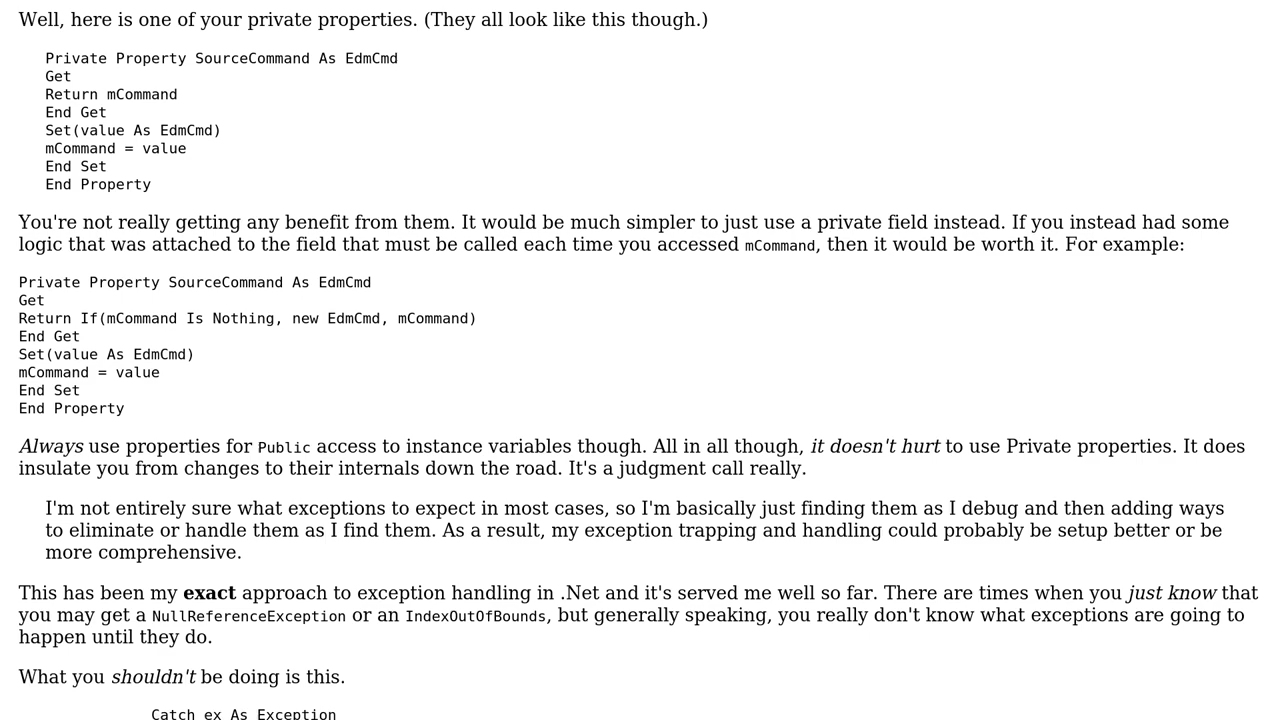 Well, here is one of your private properties. (They all look like this though.)
Private Property SourceCommand As EdmCmd
Get
Return mCommand
End Get
Set(value As EdmCmd)
mCommand = value
End Set
End Property
You're not really getting any benefit from them. It would be much simpler to just use a private field instead. If you instead had some
logic that was attached to the field that must be called each time you accessed mCommand, then it would be worth it. For example:
Private Property SourceCommand As EdmCmd
Get
Return If(mCommand Is Nothing, new EdmCmd, mCommand)
End Get
Set(value As EdmCmd)
mCommand = value
End Set
End Property
Always use properties for Public access to instance variables though. All in all though, it doesn't hurt to use Private properties. It does
insulate you from changes to their internals down the road. It's a judgment call really.
I'm not entirely sure what exceptions to expect in most cases, so I'm basically just finding them as I debug and then adding ways
to eliminate or handle them as I find them. As a result, my exception trapping and handling could probably be setup better or be
more comprehensive.
This has been my exact approach to exception handling in .Net and it's served me well so far. There are times when you just know that
you may get a NullReferenceException or an IndexOutOfBounds, but generally speaking, you really don't know what exceptions are going to
happen until they do.
What you shouldn't be doing is this.
Catch ex As Exception